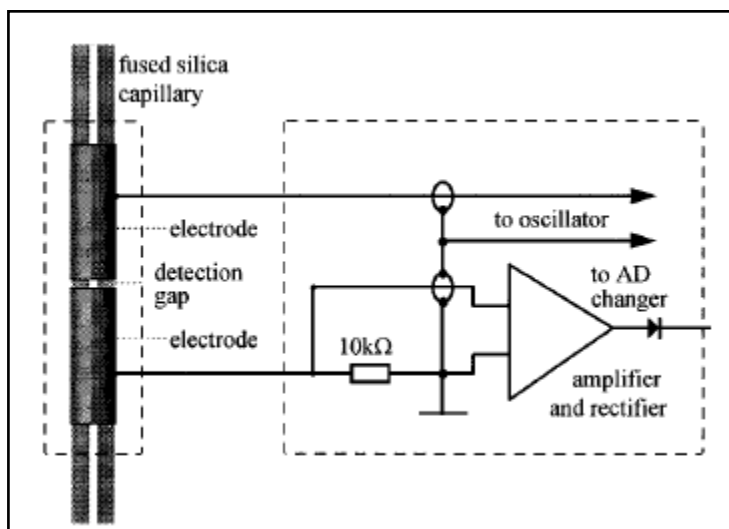 fused silica
capillary
electrode
to oscillator
detection
gap
to AD
changer
electrode
10kΩ
amplifier
and rectifier